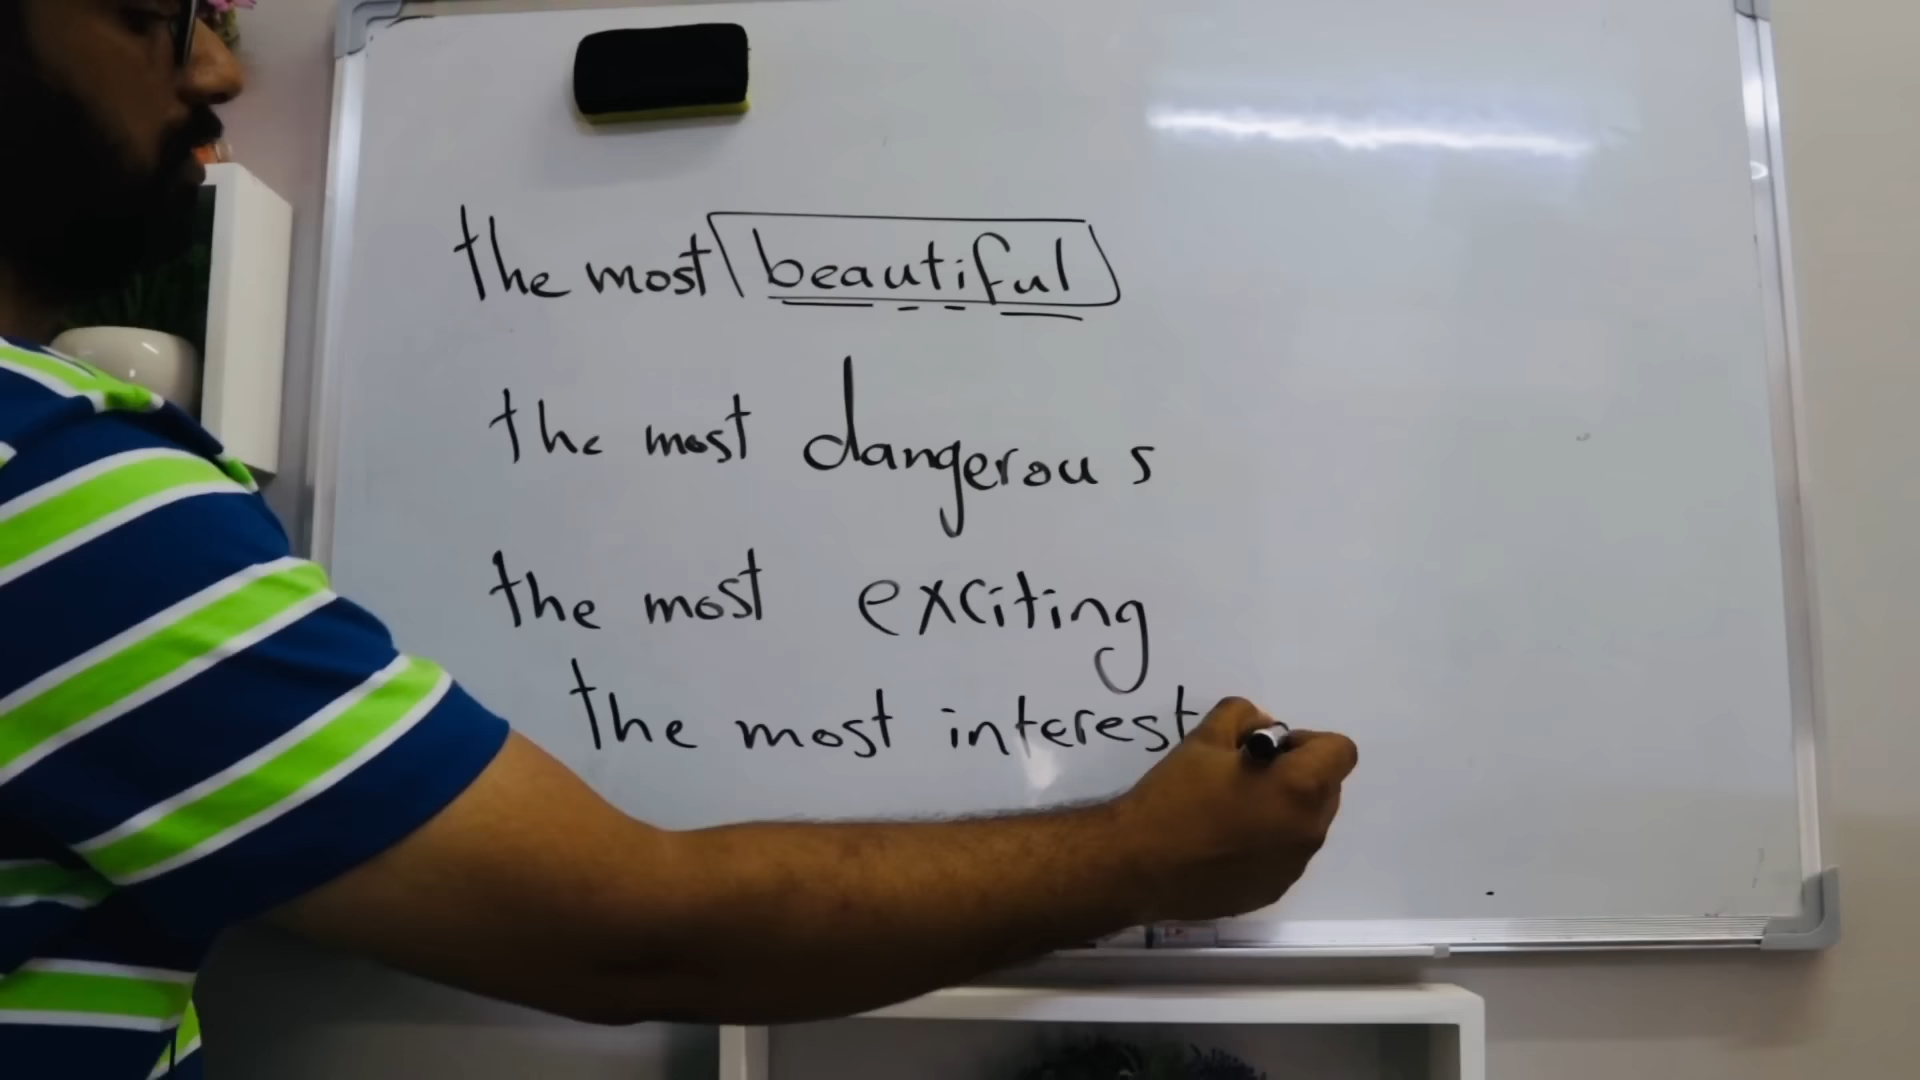 the most beautiful
the most dangerous
the most exciting
the most interest